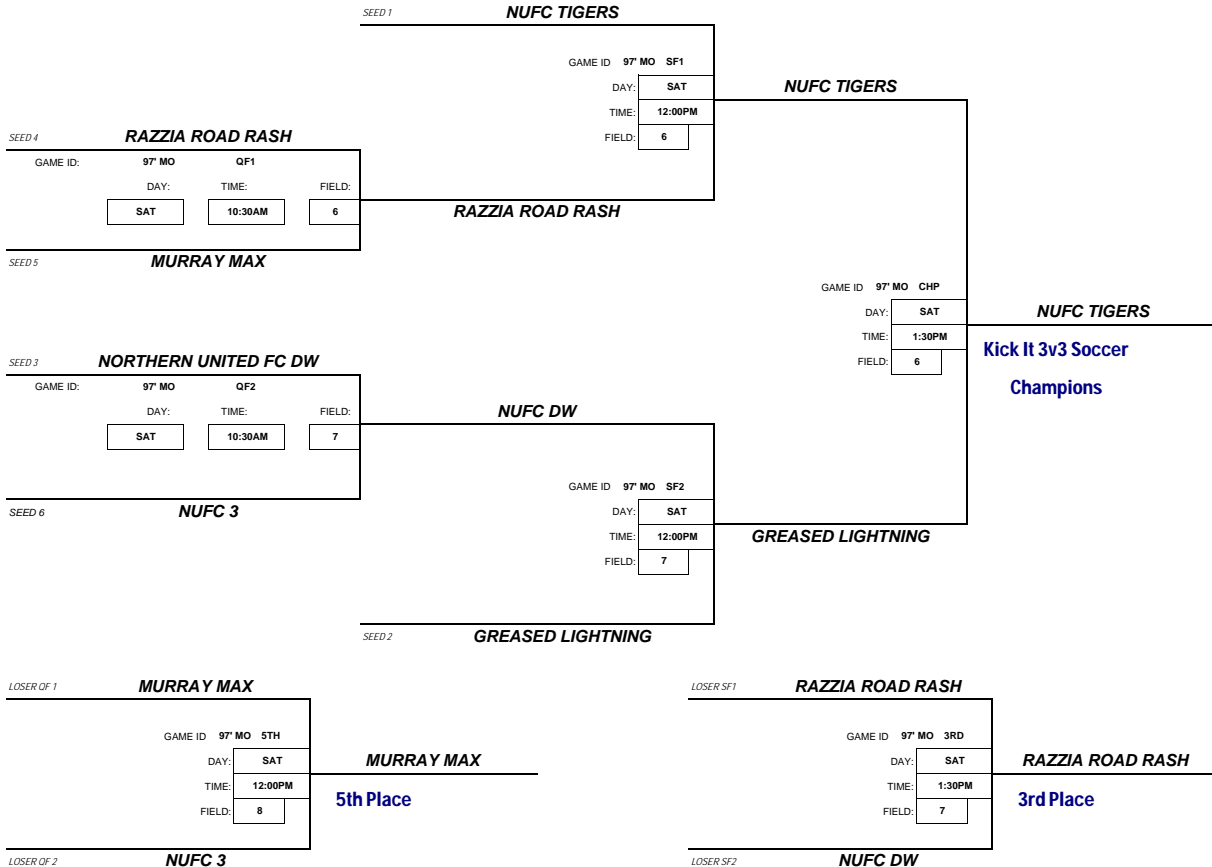 SEED 1 NUFC TIGERS
GAME ID 97' MO SF1
DAY: SAT
TIME: 12:00PM
FIELD: 6
NUFC TIGERS
SEED 4 RAZZIA ROAD RASH
GAME ID: 97' MO QF1
DAY: TIME: FIELD:
SAT 10:30AM 6
RAZZIA ROAD RASH
SEED 5 MURRAY MAX
GAME ID 97' MO CHP
DAY: SAT
TIME: 1:30PM
FIELD: 6
NUFC TIGERS
Kick It 3v3 Soccer
Champions
SEED 3 NORTHERN UNITED FC DW
GAME ID: 97' MO QF2
DAY: TIME: FIELD:
SAT 10:30AM 7
NUFC DW
SEED 6 NUFC 3
GAME ID 97' MO SF2
DAY: SAT
TIME: 12:00PM
FIELD: 7
GREASED LIGHTNING
SEED 2 GREASED LIGHTNING
LOSER QF 1 MURRAY MAX
GAME ID 97' MO 5TH
DAY: SAT
TIME: 12:00PM
FIELD: 8
MURRAY MAX
5th Place
LOSER QF 2 NUFC 3
LOSER SF1 RAZZIA ROAD RASH
GAME ID 97' MO 3RD
DAY: SAT
TIME: 1:30PM
FIELD: 7
RAZZIA ROAD RASH
3rd Place
LOSER SF2 NUFC DW